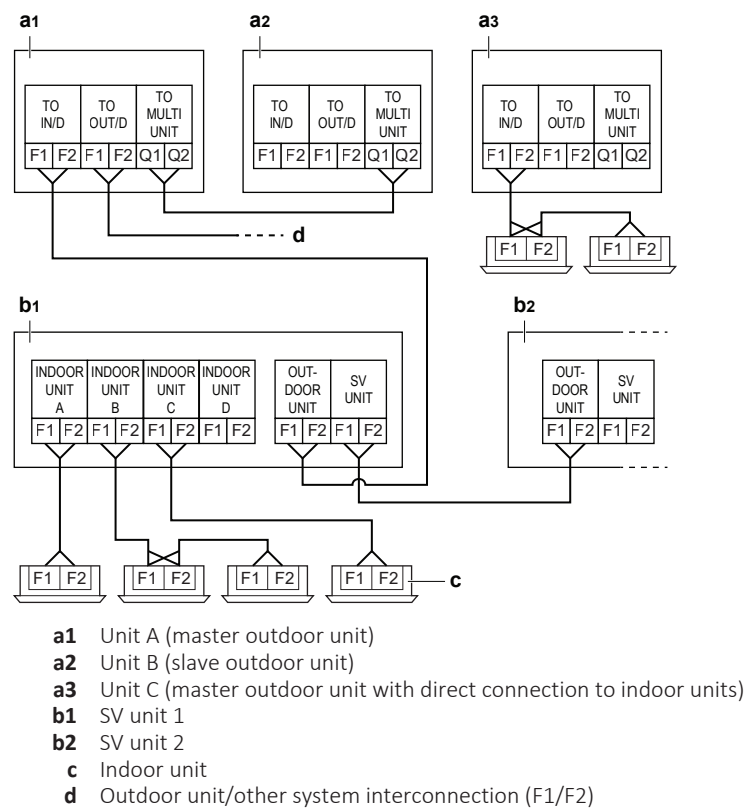 a1 a2 a3
TO IN/D TO OUT/D TO MULTI UNIT
F1 F2 F1 F2 Q1 Q2
TO IN/D TO OUT/D TO MULTI UNIT
F1 F2 F1 F2 Q1 Q2
TO IN/D TO OUT/D TO MULTI UNIT
F1 F2 F1 F2 Q1 Q2
d
F1 F2 F1 F2
b1 b2
INDOOR UNIT A INDOOR UNIT B INDOOR UNIT C INDOOR UNIT D OUT-DOOR UNIT SV UNIT
F1 F2 F1 F2 F1 F2 F1 F2 F1 F2 F1 F2
OUT-DOOR UNIT SV UNIT
F1 F2 F1 F2
F1 F2 F1 F2 F1 F2 F1 F2 c
a1 Unit A (master outdoor unit)
a2 Unit B (slave outdoor unit)
a3 Unit C (master outdoor unit with direct connection to indoor units)
b1 SV unit 1
b2 SV unit 2
c Indoor unit
d Outdoor unit/other system interconnection (F1/F2)